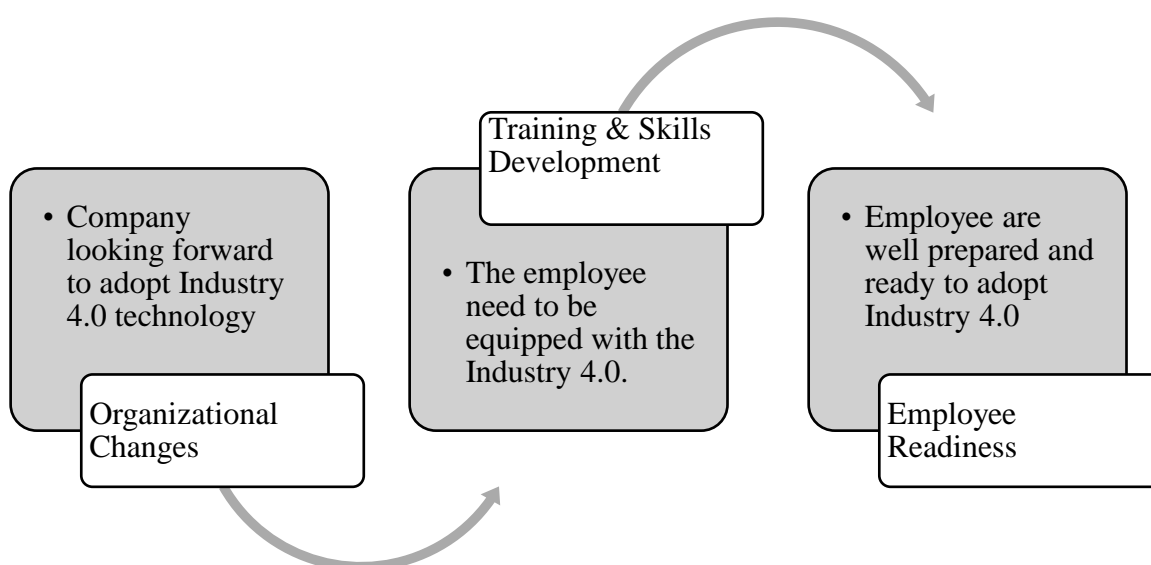 • Company
looking forward
to adopt Industry
4.0 technology
Organizational
Changes
Training & Skills
Development
• The employee
need to be
equipped with the
Industry 4.0.
• Employee are
well prepared and
ready to adopt
Industry 4.0
Employee
Readiness